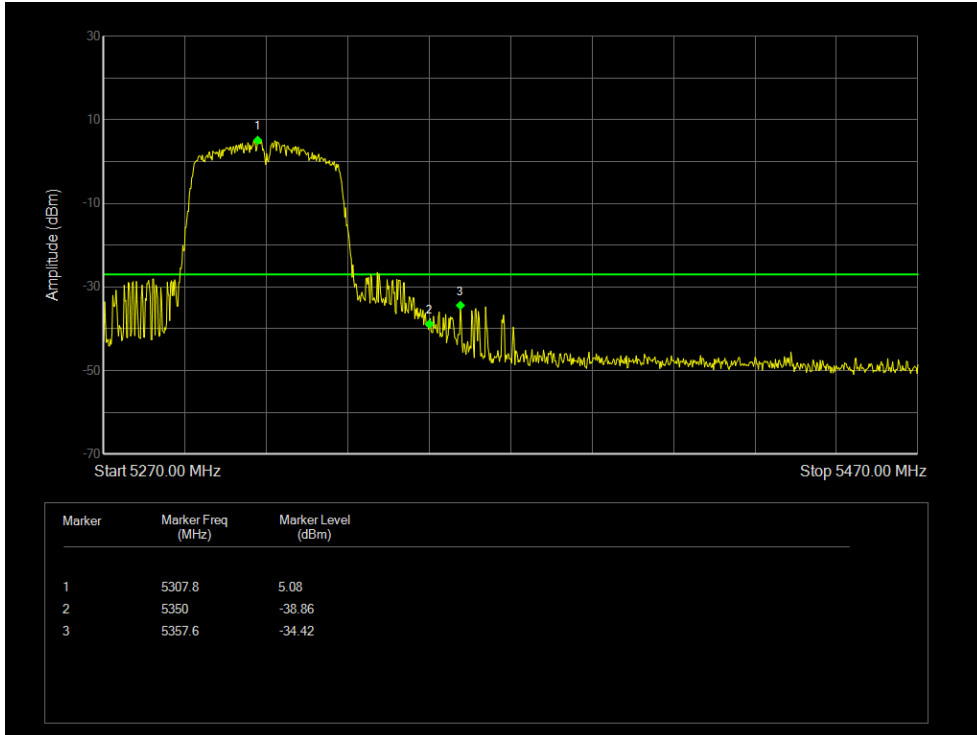 30
1
10
Amplitude (dBm)
-10
-30
3
2
-50
-70
Start 5270.00 MHz Stop 5470.00 MHz
Marker Marker Freq (MHz) Marker Level (dBm)
1 5307.8 5.08
2 5350 -38.86
3 5357.6 -34.42